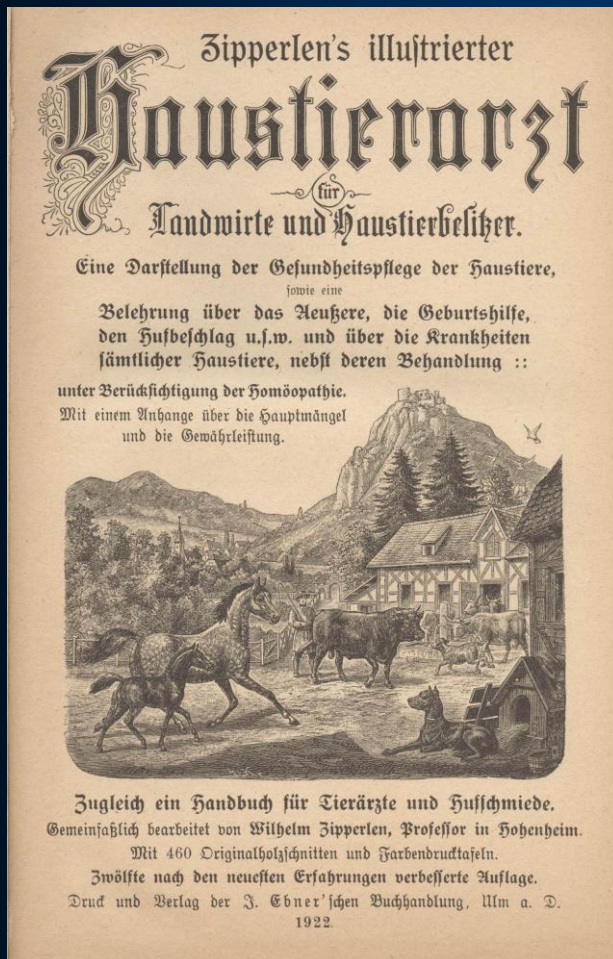 Zipperlen's illustrierter
Haustierarzt
für
Landwirte und Haustierbesitzer.
Eine Darstellung der Gesundheitspflege der Haustiere,
sowie eine
Belehrung über das Aeußere, die Geburtshilfe,
den Hufbeschlag u.s.w. und über die Krankheiten
sämtlicher Haustiere, nebst deren Behandlung ::
unter Berücksichtigung der Homöopathie.
Mit einem Anhange über die Hauptmängel
und die Gewährleistung.
Zugleich ein Handbuch für Tierärzte und Hufschmiede.
Gemeinfaßlich bearbeitet von Wilhelm Zipperlen, Professor in Hohenheim.
Mit 460 Originalholzschnitten und Farbendrucktafeln.
Zwölfte nach den neuesten Erfahrungen verbesserte Auflage.
Druck und Verlag der J. Ebner'schen Buchhandlung, Ulm a. D.
1922.